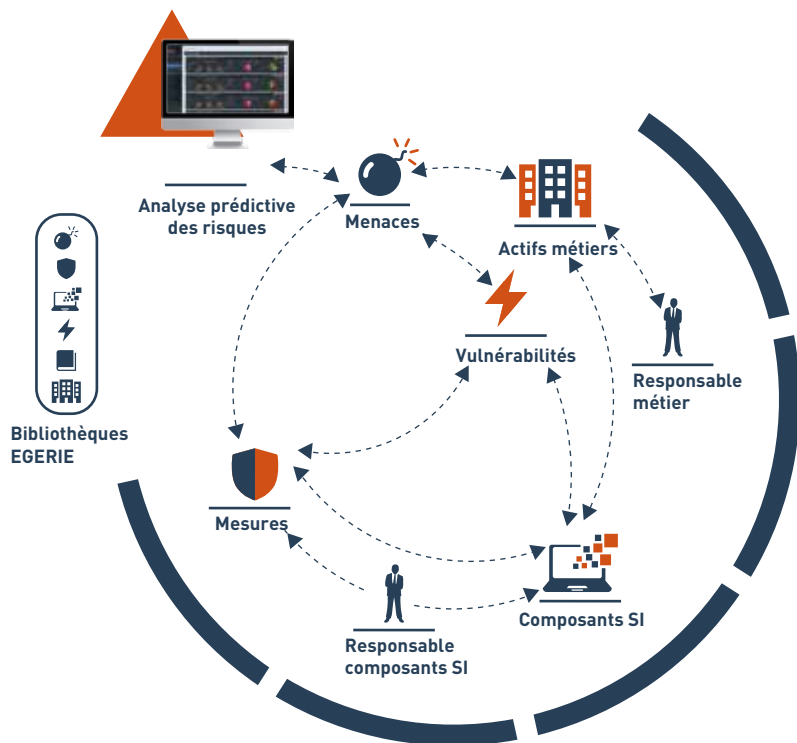 Analyse prédictive
des risques
Menaces
Actifs métiers
Vulnérabilités
Responsable
métier
Bibliothèques
EGERIE
Mesures
Responsable
composants SI
Composants SI